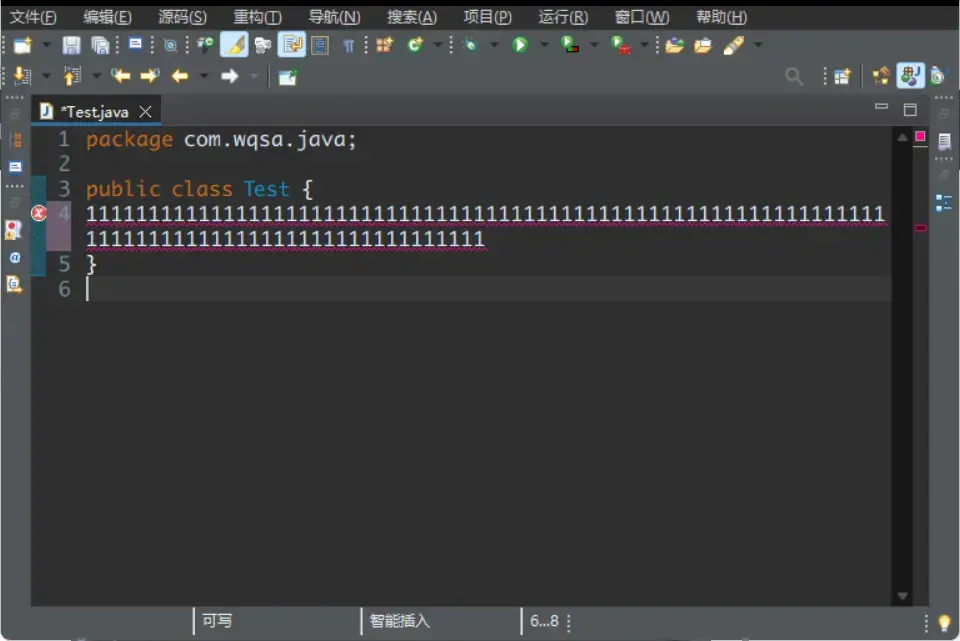 文件(F) 编辑(E) 源码(S) 重构(T) 导航(N) 搜索(A) 项目(P) 运行(R) 窗口(W) 帮助(H)
*Test.java
1 package com.wqsa.java;
2
3 public class Test {
4 111111111111111111111111111111111111111111111111111111111111111111
111111111111111111111111111111111
5 }
6
可写 智能插入 6...8